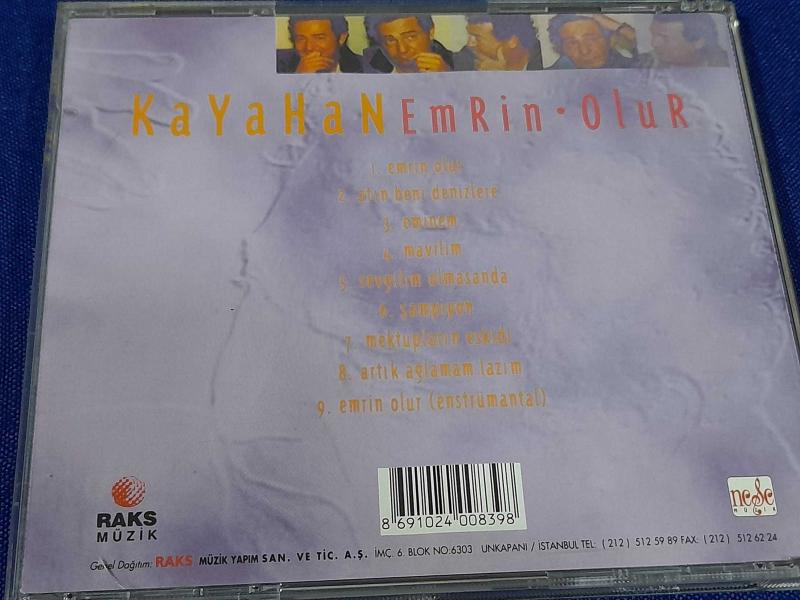 KaYaHaN EmRin • OluR
1. emrin olur
2. atın beni denizlere
3. eminem
4. mavilim
5. sevgilim olmasanda
6. şampiyon
7. mektupların eskidi
8. artık ağlamam lazım
9. emrin olur (enstrümantal)
RAKS
MÜZİK
8 691024 008398
neşe
MÜZİK
Genel Dağıtım: RAKS MÜZİK YAPIM SAN. VE TİC. A.Ş. İMÇ. 6. BLOK NO:6303 UNKAPANI / İSTANBUL TEL: (212) 512 59 89 FAX: (212) 512 62 24